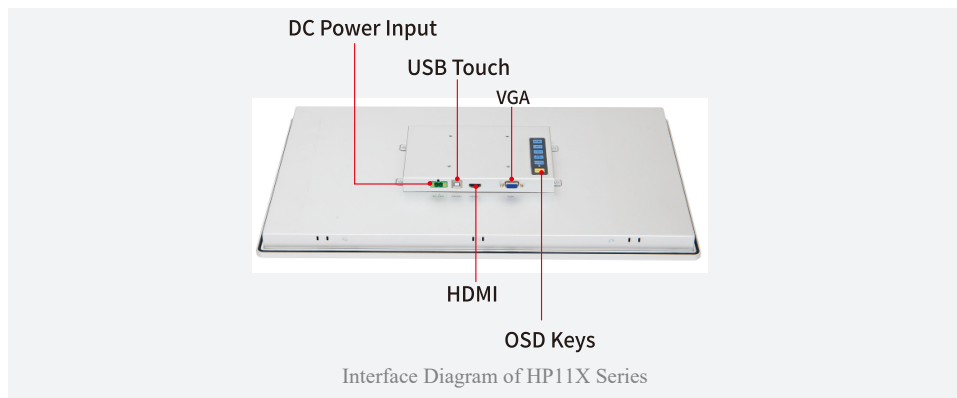 DC Power Input
USB Touch
VGA
HDMI
OSD Keys
Interface Diagram of HP11X Series